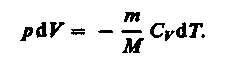 p dV = − m/M C_V dT.